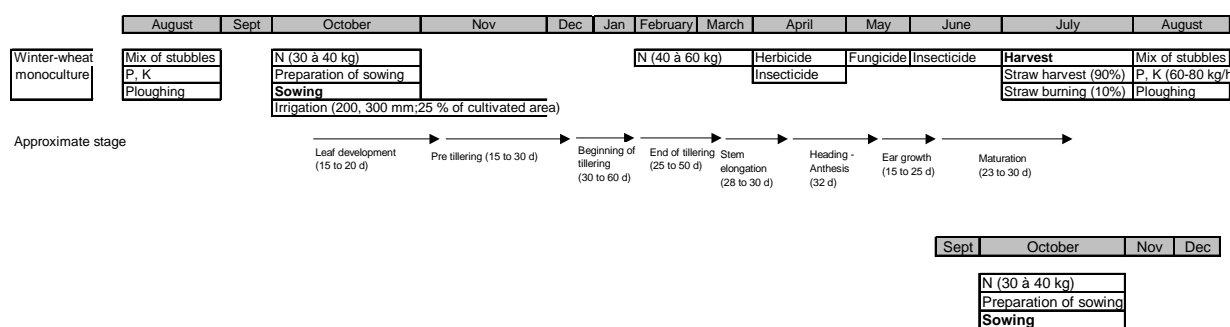 August Sept October Nov Dec Jan February March April May June July August
Winter-wheat Mix of stubbles N (30 à 40 kg) N (40 à 60 kg) Herbicide Fungicide Insecticide Harvest Mix of stubbles
monoculture P, K Preparation of sowing Insecticide Straw harvest (90%) P, K (60-80 kg/h
Ploughing Sowing Straw burning (10%) Ploughing
Irrigation (200, 300 mm;25 % of cultivated area)
Approximate stage
Leaf development
(15 to 20 d)
Pre tillering (15 to 30 d)
Beginning of
tillering
(30 to 60 d)
End of tillering
(25 to 50 d)
Stem
elongation
(28 to 30 d)
Heading -
Anthesis
(32 d)
Ear growth
(15 to 25 d)
Maturation
(23 to 30 d)
Sept October Nov Dec
N (30 à 40 kg)
Preparation of sowing
Sowing